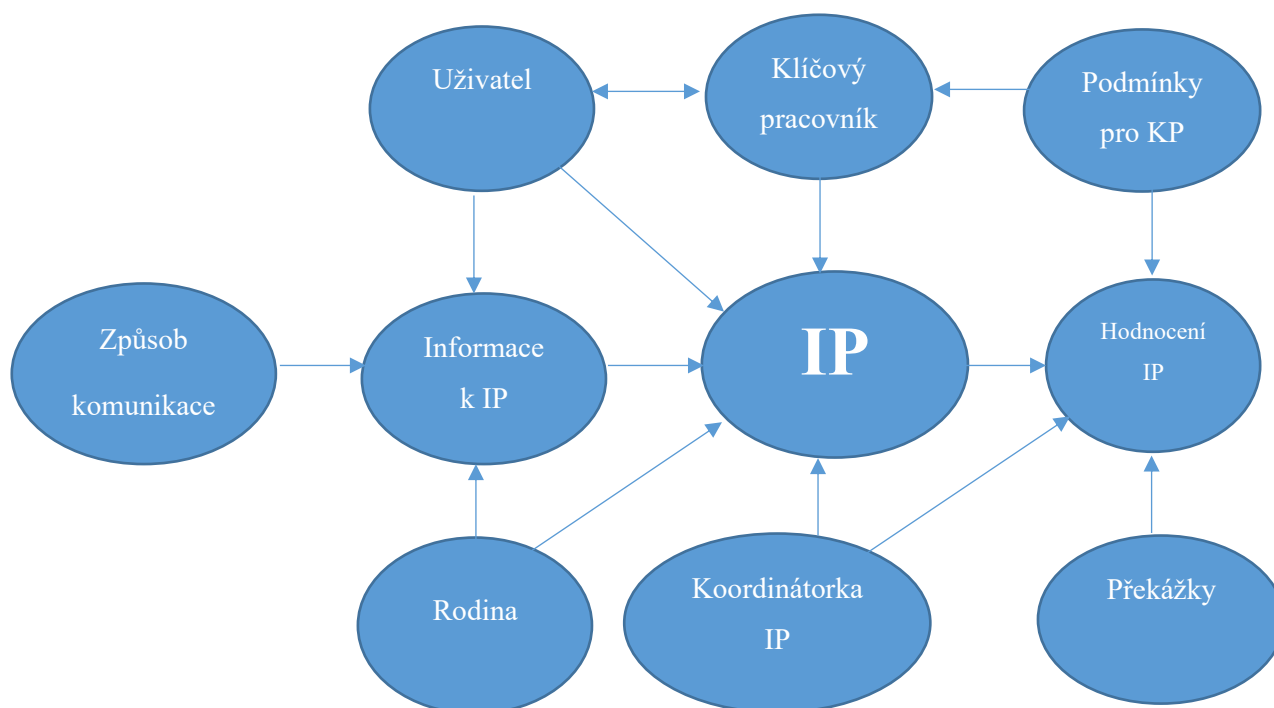 Uživatel
Klíčový
pracovník
Podmínky
pro KP
Způsob
komunikace
Informace
k IP
IP
Hodnocení
IP
Rodina
Koordinátorka
IP
Překážky